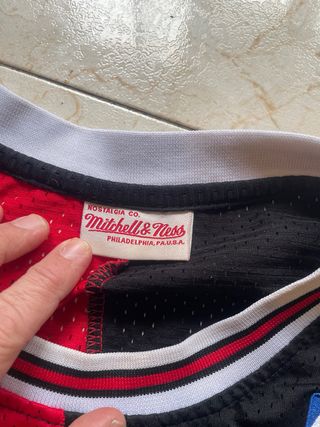 NOSTALGIA CO.
Mitchell & Ness
PHILADELPHIA, PA.U.S.A.